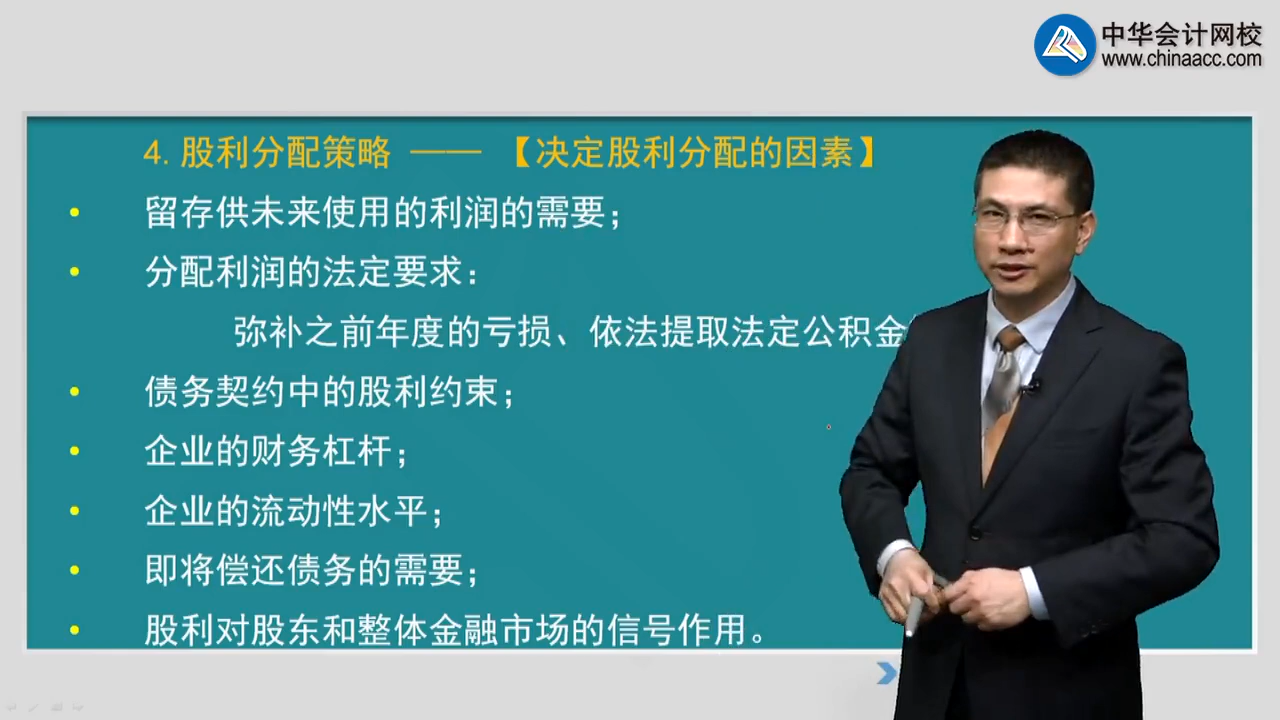 中华会计网校
www.chinaacc.com
4. 股利分配策略 —— 【决定股利分配的因素】
• 留存供未来使用的利润的需要；
• 分配利润的法定要求：
弥补之前年度的亏损、依法提取法定公积金
• 债务契约中的股利约束；
• 企业的财务杠杆；
• 企业的流动性水平；
• 即将偿还债务的需要；
• 股利对股东和整体金融市场的信号作用。